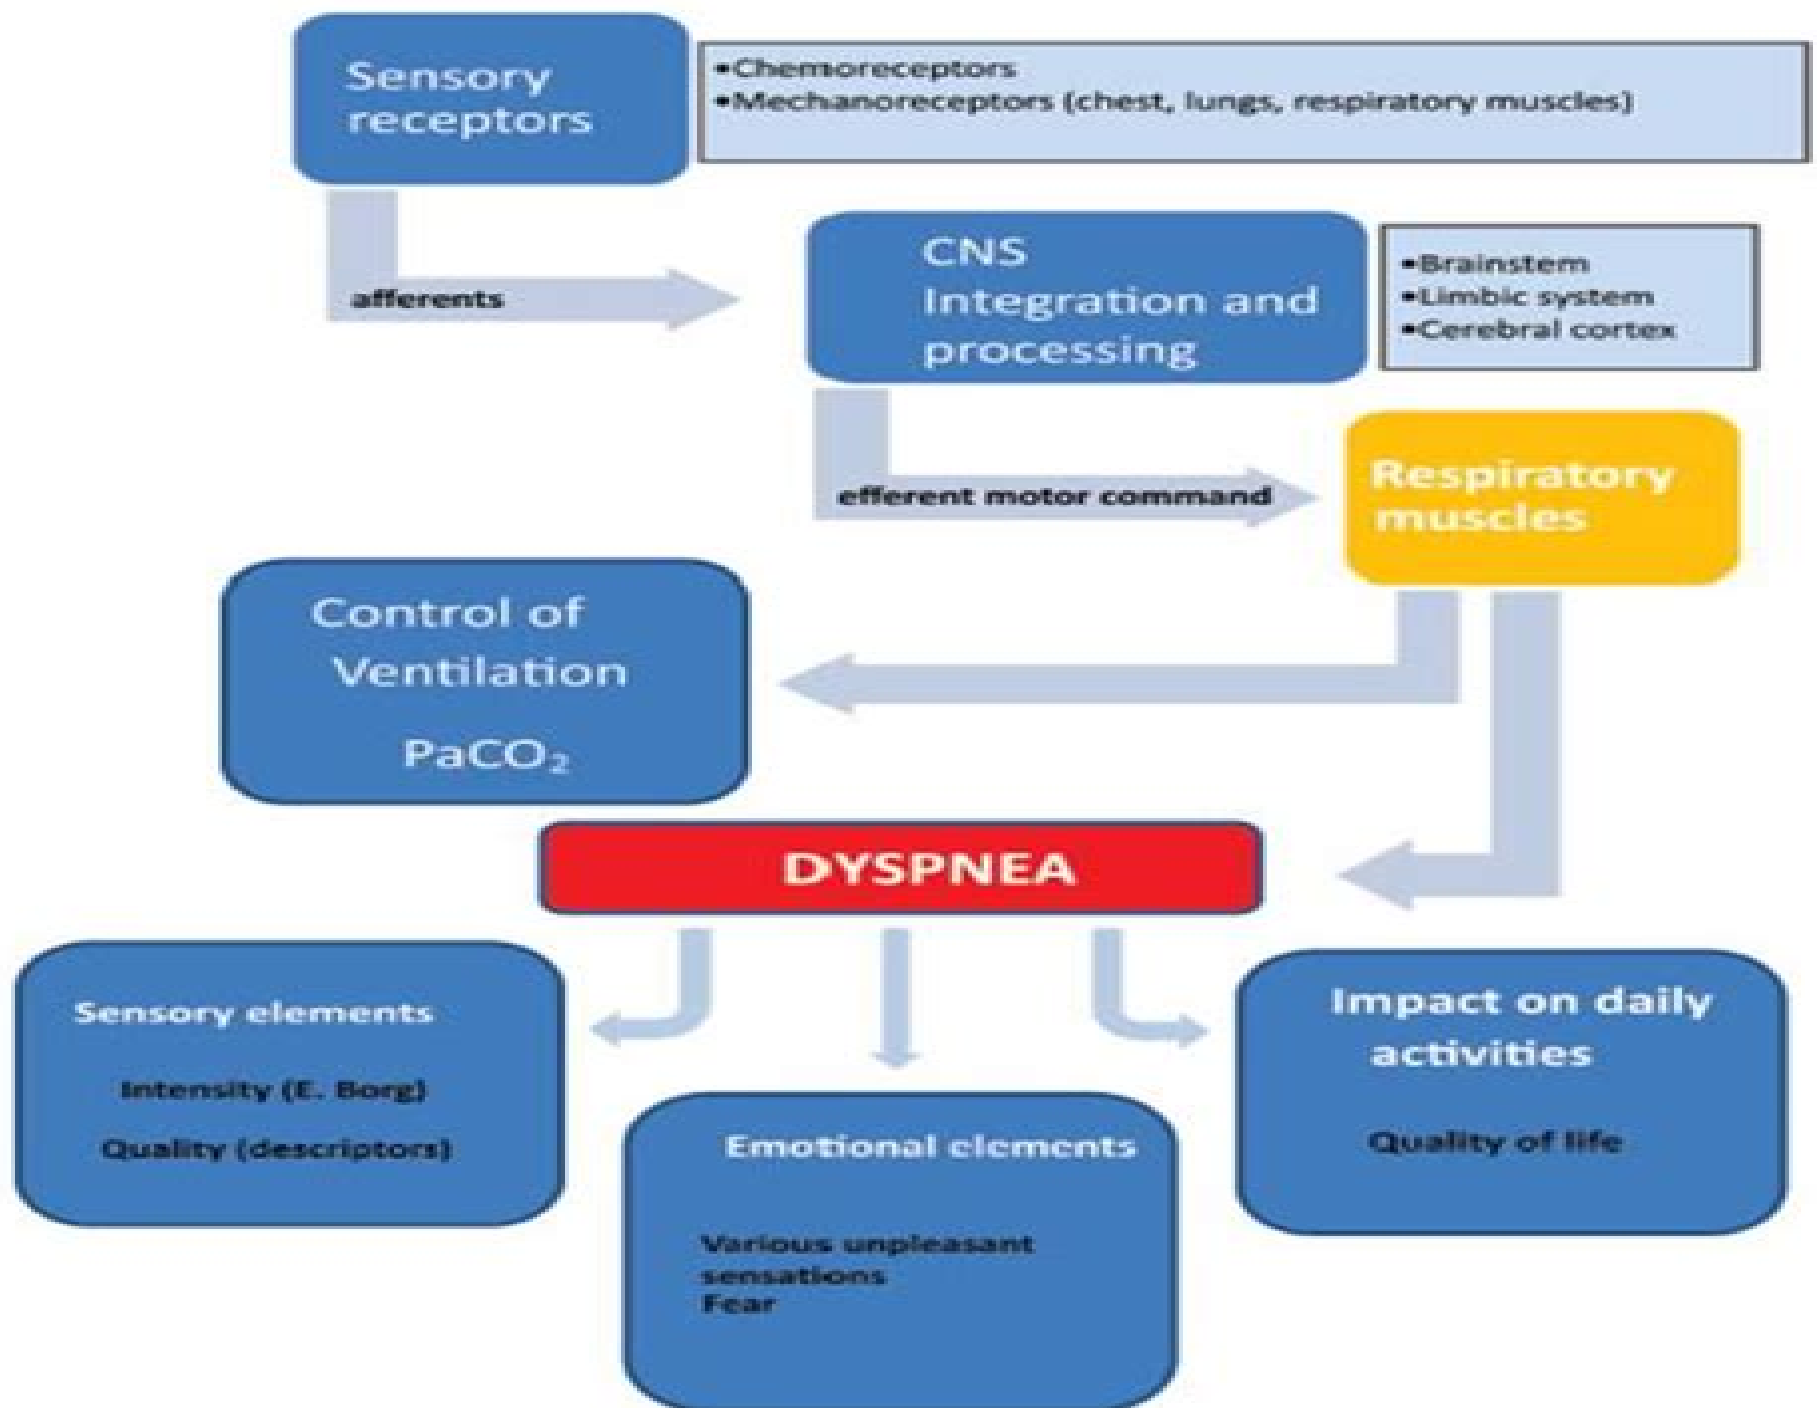 Sensory
receptors
•Chemoreceptors
•Mechanoreceptors (chest, lungs, respiratory muscles)
afferents
CNS
Integration and
processing
•Brainstem
•Limbic system
•Cerebral cortex
efferent motor command
Respiratory
muscles
Control of
Ventilation
PaCO₂
DYSPNEA
Sensory elements
Intensity (E. Borg)
Quality (descriptors)
Emotional elements
Various unpleasant
sensations
Fear
Impact on daily
activities
Quality of life